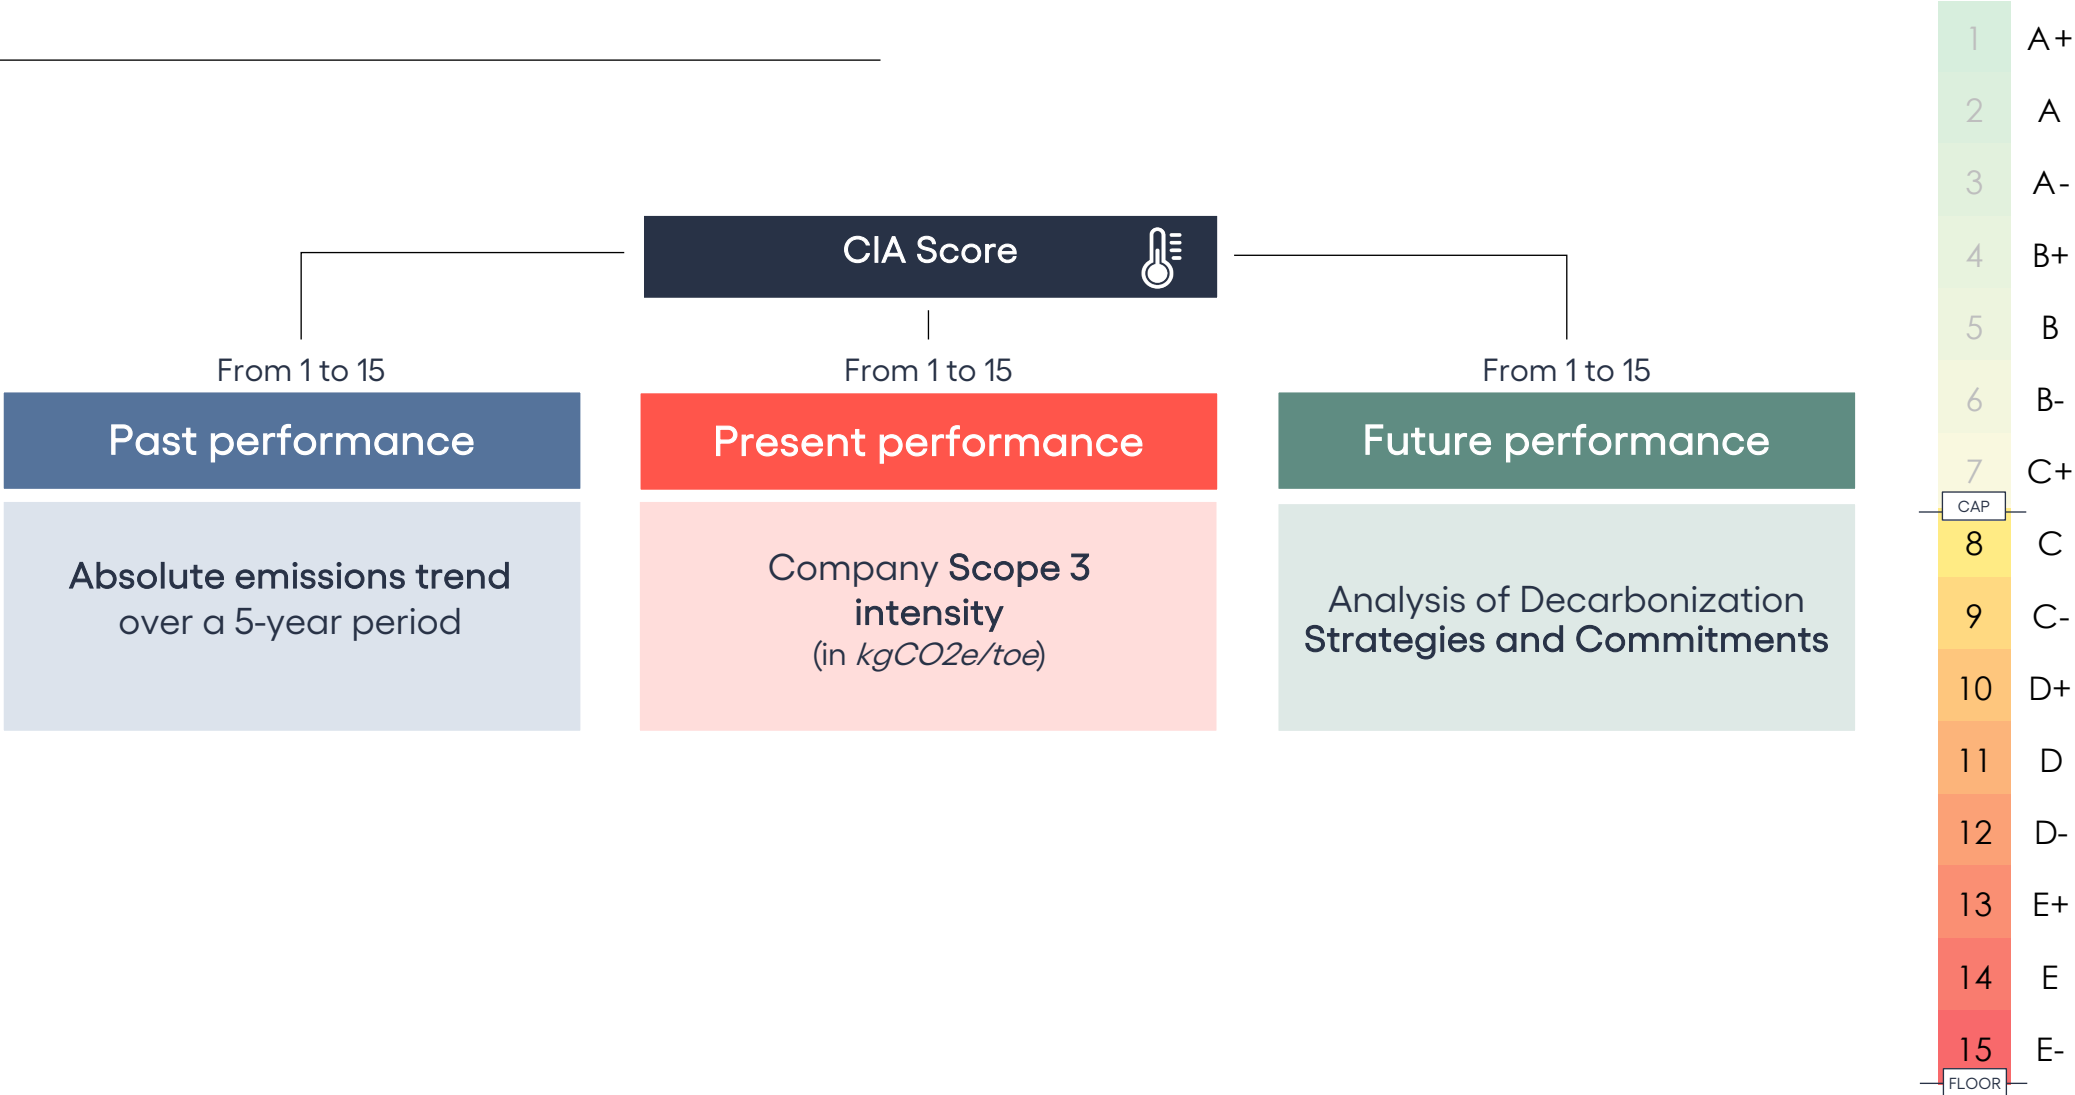 CIA Score
From 1 to 15
Past performance
Absolute emissions trend
over a 5-year period
From 1 to 15
Present performance
Company Scope 3
intensity
(in kgCO2e/toe)
From 1 to 15
Future performance
Analysis of Decarbonization
Strategies and Commitments
1 A+
2 A
3 A-
4 B+
5 B
6 B-
7 C+
CAP
8 C
9 C-
10 D+
11 D
12 D-
13 E+
14 E
15 E-
FLOOR